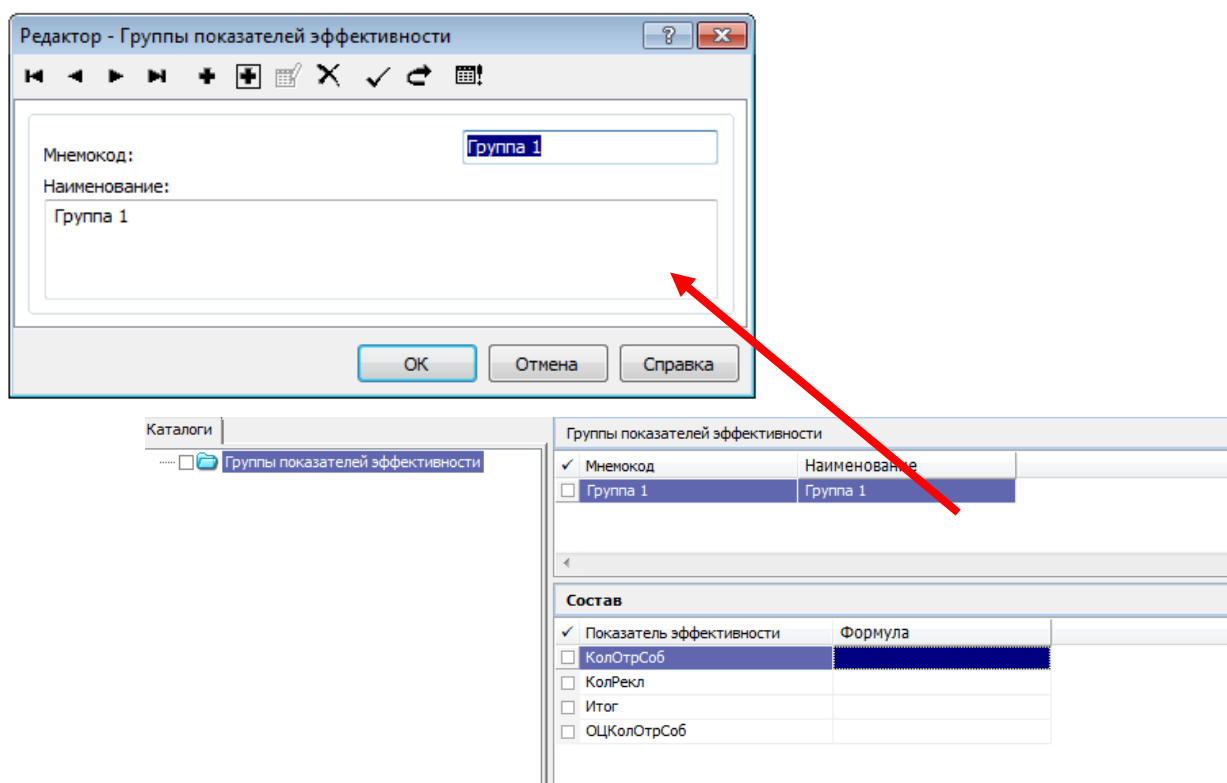 Редактор - Группы показателей эффективности
Мнемокод:
Группа 1
Наименование:
Группа 1
ОК
Отмена
Справка
Каталоги
Группы показателей эффективности
Группы показателей эффективности
Мнемокод Наименование
Группа 1 Группа 1
Состав
Показатель эффективности Формула
КолОтрСоб
КолРекл
Итог
ОЦКолОтрСоб